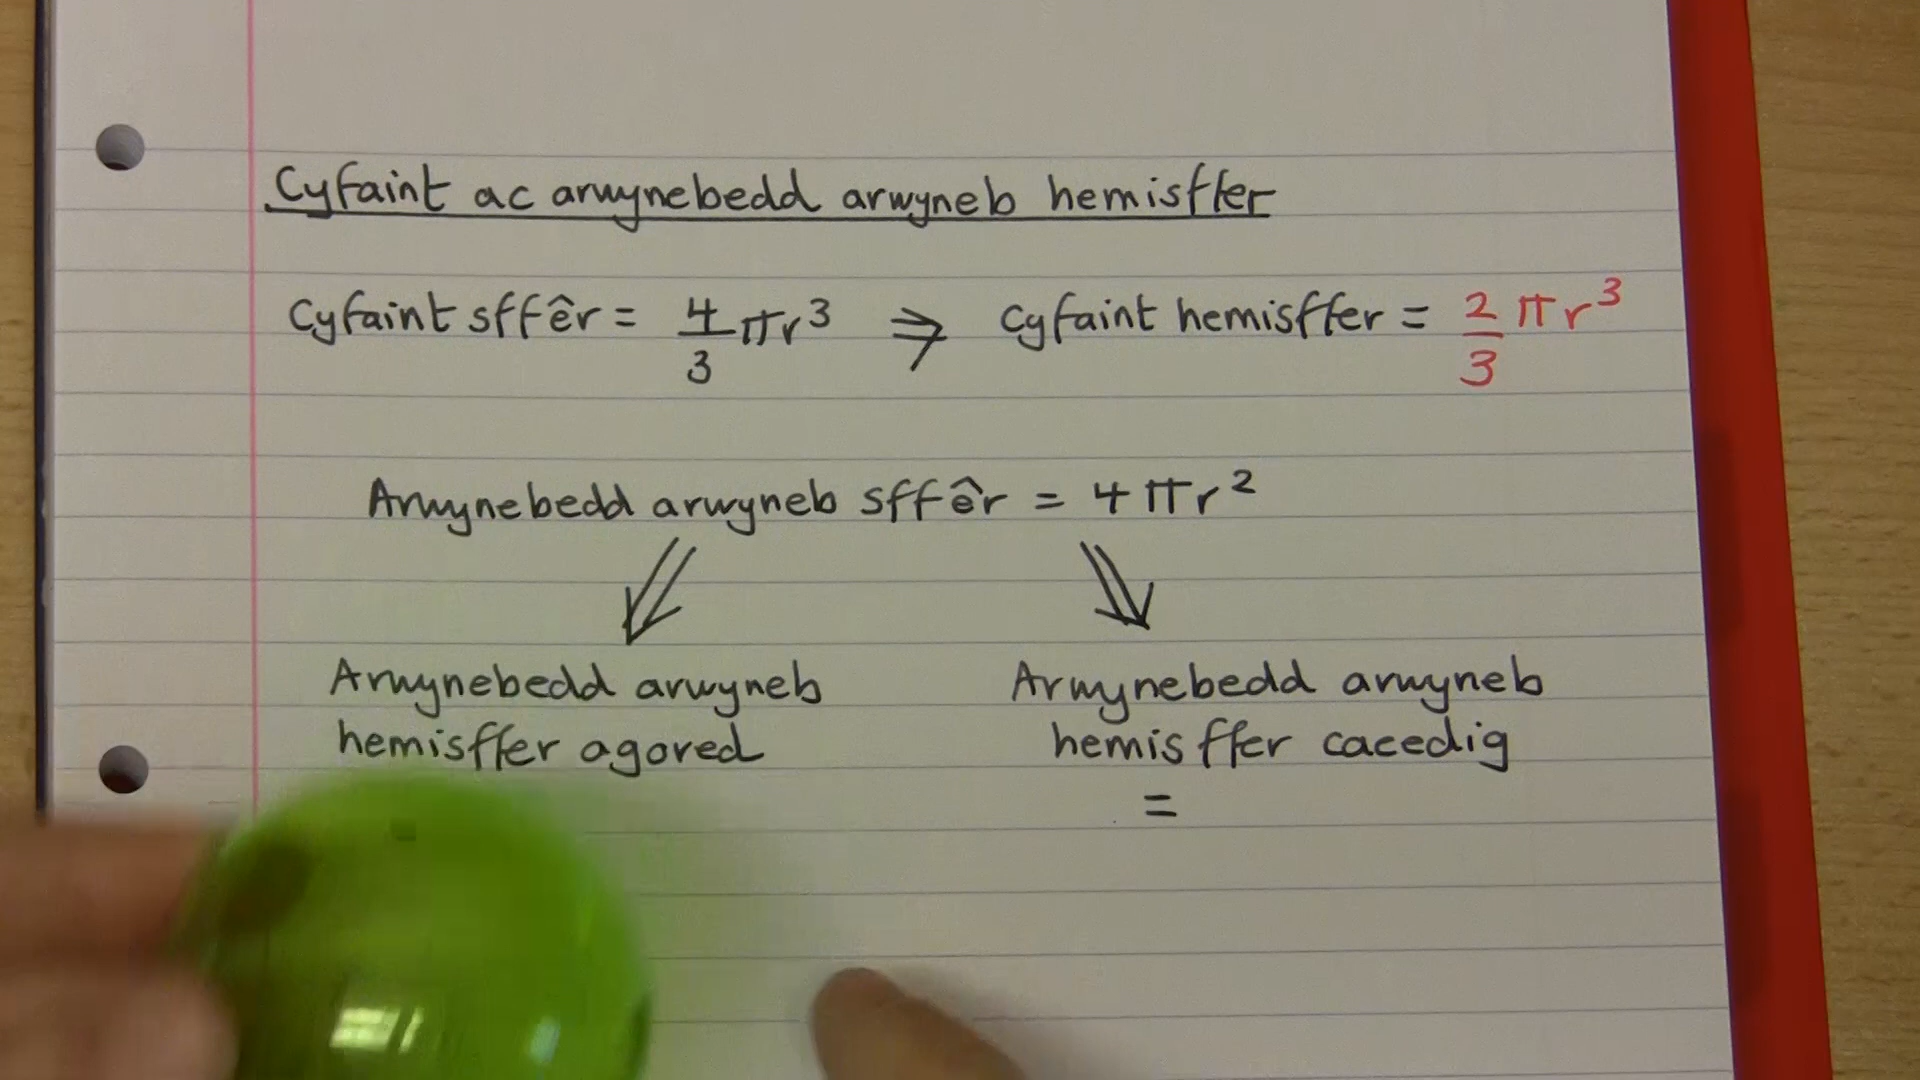 Cyfaint ac arwynebedd arwyneb hemisffer
Cyfaint sffêr = 4/3 πr³ ⇒ Cyfaint hemisffer = 2/3 πr³
Arwynebedd arwyneb sffêr = 4πr²
Arwynebedd arwyneb
hemisffer agored
Arwynebedd arwyneb
hemisffer caeedig
=